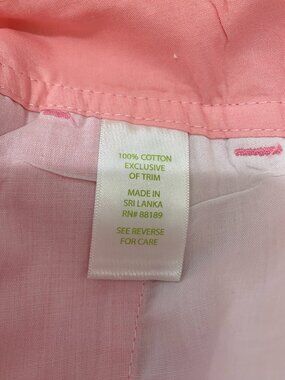 100% COTTON
EXCLUSIVE
OF TRIM
MADE IN
SRI LANKA
RN# 88189
SEE REVERSE
FOR CARE